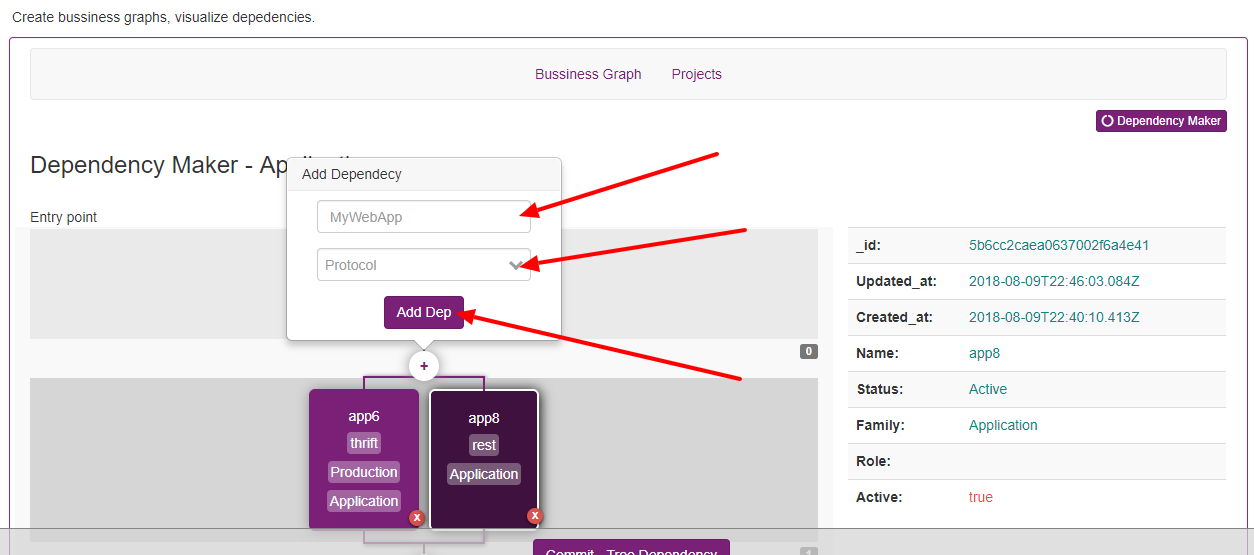 Create bussiness graphs, visualize depedencies.
Bussiness Graph Projects
Dependency Maker
Dependency Maker - Ap
Add Dependecy
MyWebApp
Entry point
Protocol
Add Dep
0
+
app6
thrift
Production
Application
x
app8
rest
Application
x
_id: 5b6cc2caea0637002f6a4e41
Updated_at: 2018-08-09T22:46:03.084Z
Created_at: 2018-08-09T22:40:10.413Z
Name: app8
Status: Active
Family: Application
Role:
Active: true
Commit - Tree Dependency
1